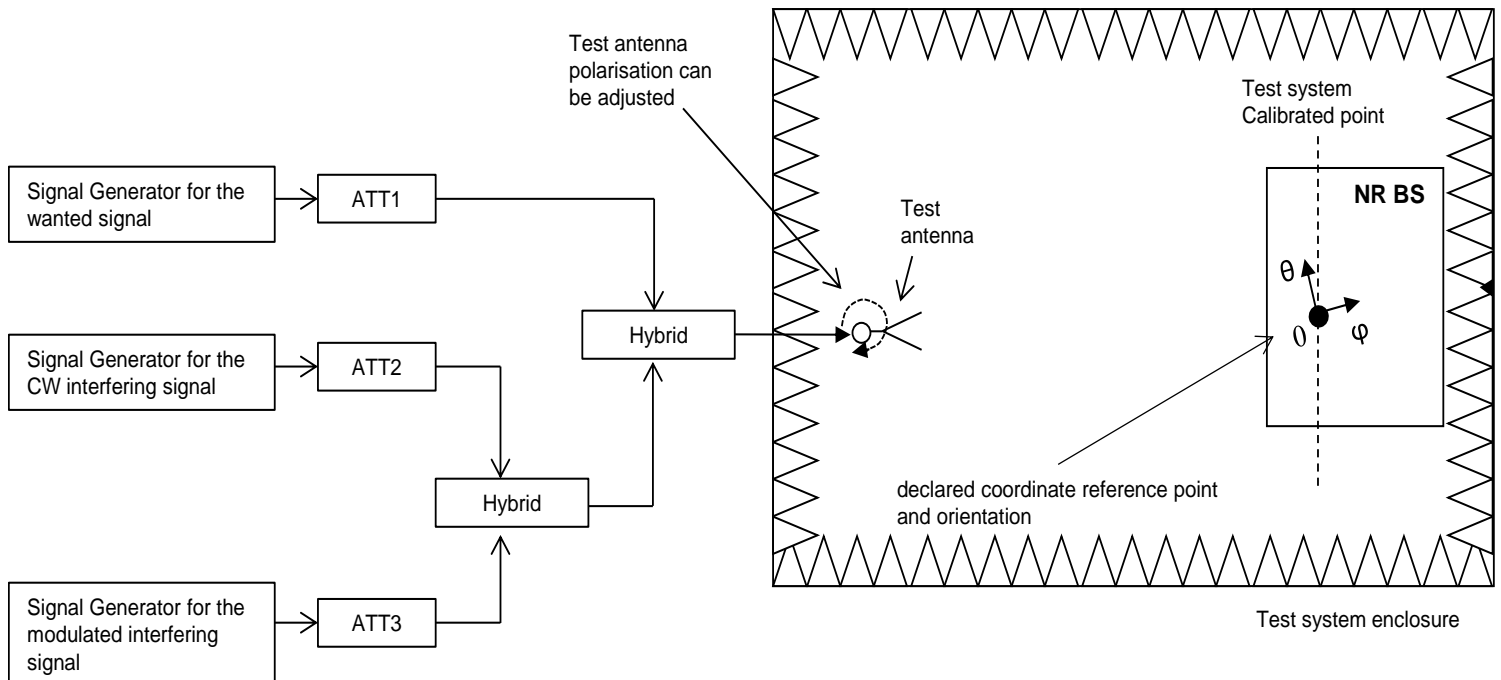 Test antenna
polarisation can
be adjusted
Test system
Calibrated point
Signal Generator for the
wanted signal
ATT1
NR BS
Test
antenna
θ
0
φ
Hybrid
Signal Generator for the
CW interfering signal
ATT2
Hybrid
declared coordinate reference point
and orientation
Signal Generator for the
modulated interfering
signal
ATT3
Test system enclosure